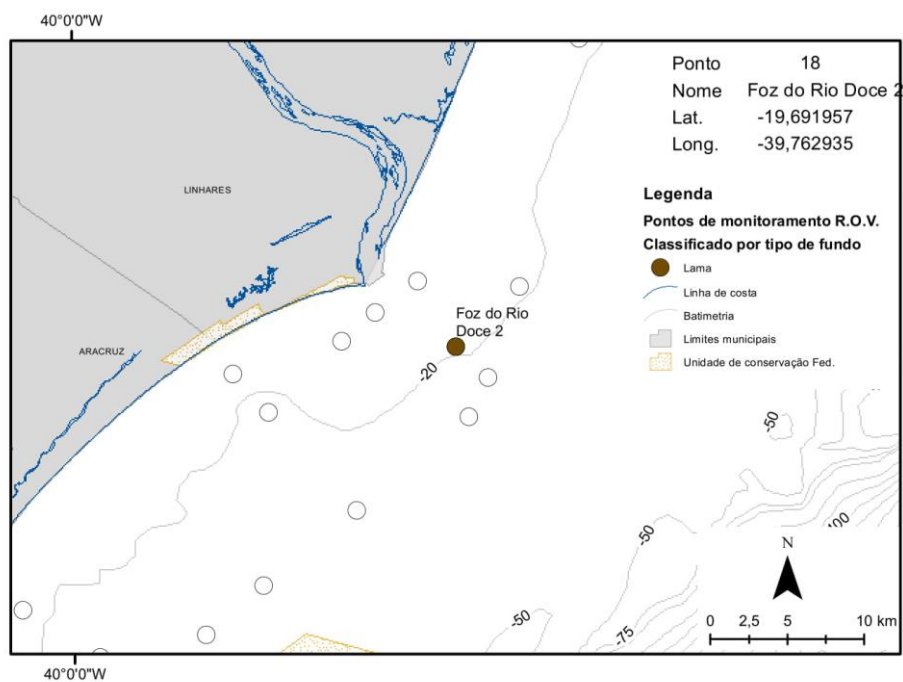 40°0'0"W
Ponto 18
Nome Foz do Rio Doce 2
Lat. -19,691957
Long. -39,762935
LINHARES
Legenda
Pontos de monitoramento R.O.V.
Classificado por tipo de fundo
Lama
Linha de costa
Batimetria
Limites municipais
Unidade de conservação Fed.
Foz do Rio
Doce 2
ARACRUZ
-20
-50
-100
-50
-50
-75
N
0 2,5 5 10 km
40°0'0"W